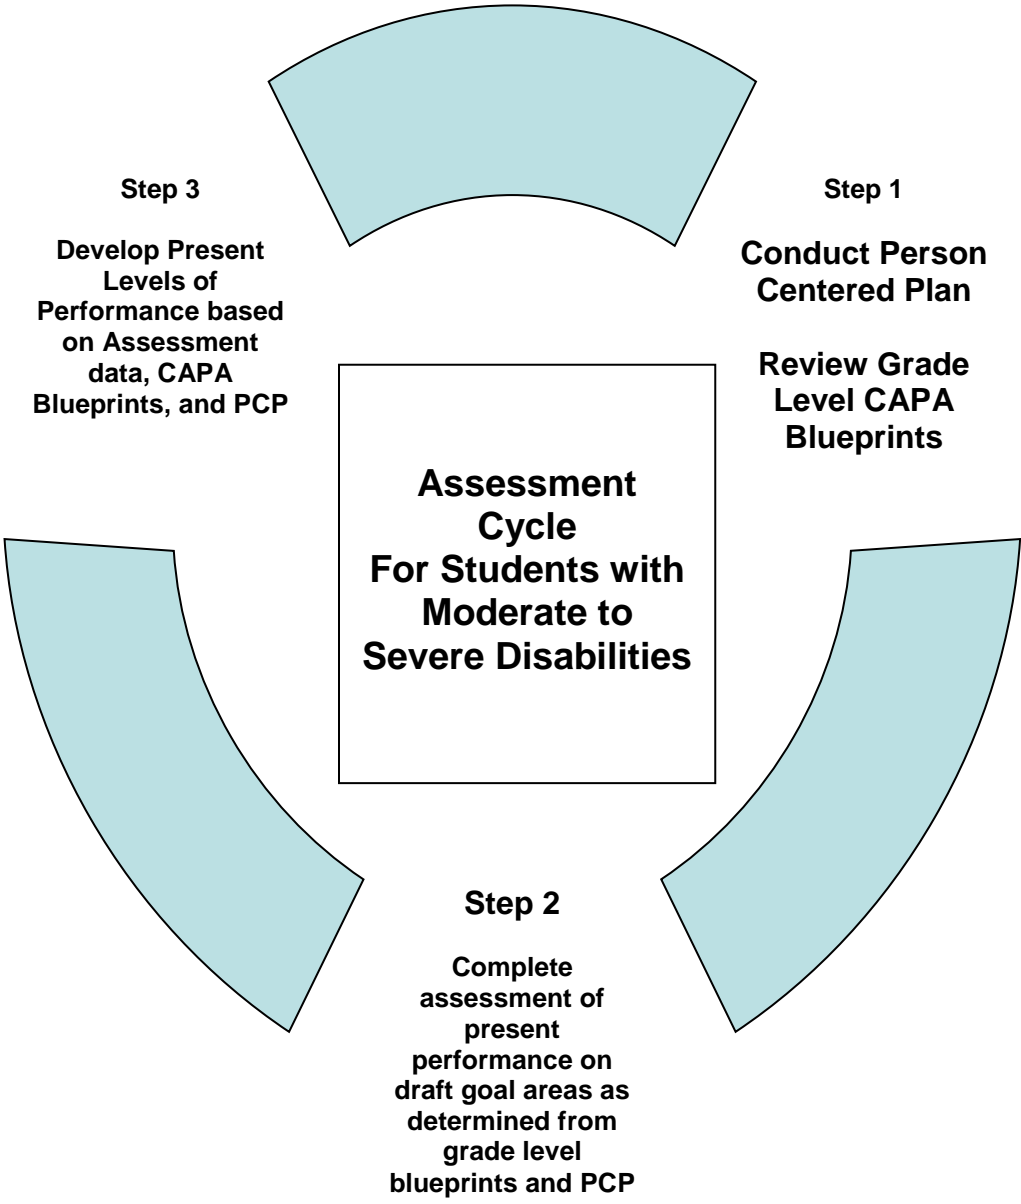 Step 3
Develop Present
Levels of
Performance based
on Assessment
data, CAPA
Blueprints, and PCP
Step 1
Conduct Person
Centered Plan
Review Grade
Level CAPA
Blueprints
Assessment
Cycle
For Students with
Moderate to
Severe Disabilities
Step 2
Complete
assessment of
present
performance on
draft goal areas as
determined from
grade level
blueprints and PCP